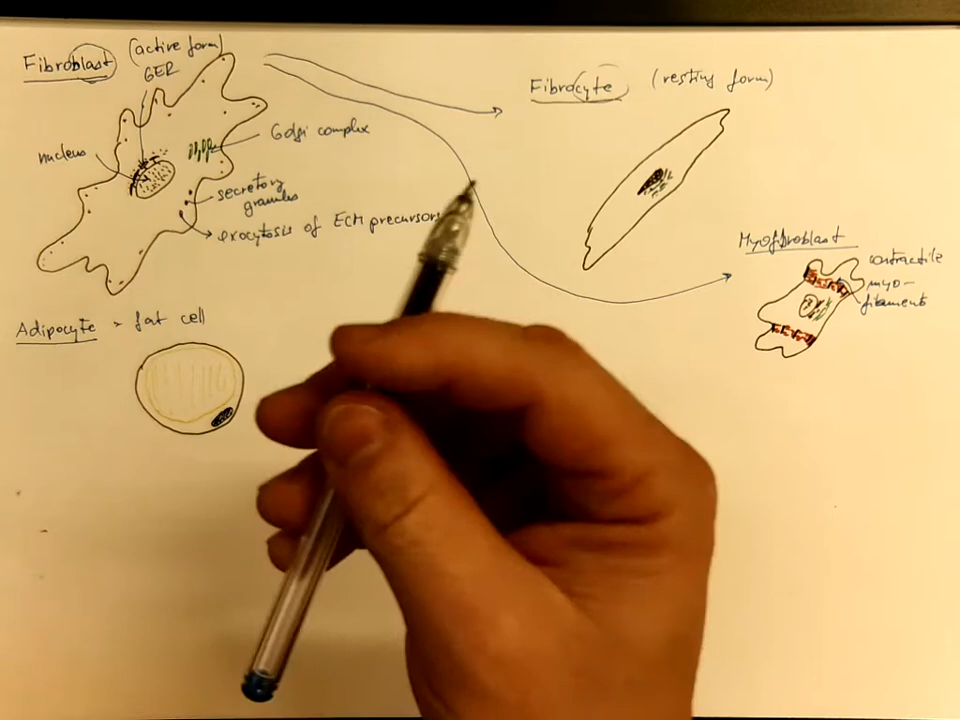 Fibroblast (active form)
GER
Golgi complex
nucleus
secretory
granules
exocytosis of ECM precursors
Fibrocyte (resting form)
Myofibroblast
contractile
myo-
filaments
Adipocyte > fat cell